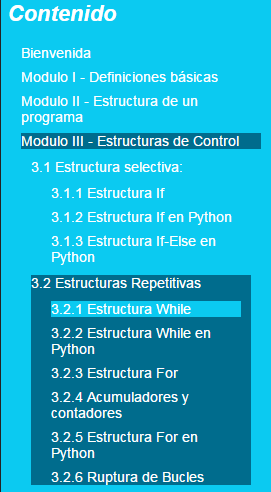 Contenido
Bienvenida
Modulo I - Definiciones básicas
Modulo II - Estructura de un
programa
Modulo III - Estructuras de Control
3.1 Estructura selectiva:
3.1.1 Estructura If
3.1.2 Estructura If en Python
3.1.3 Estructura If-Else en
Python
3.2 Estructuras Repetitivas
3.2.1 Estructura While
3.2.2 Estructura While en
Python
3.2.3 Estructura For
3.2.4 Acumuladores y
contadores
3.2.5 Estructura For en
Python
3.2.6 Ruptura de Bucles